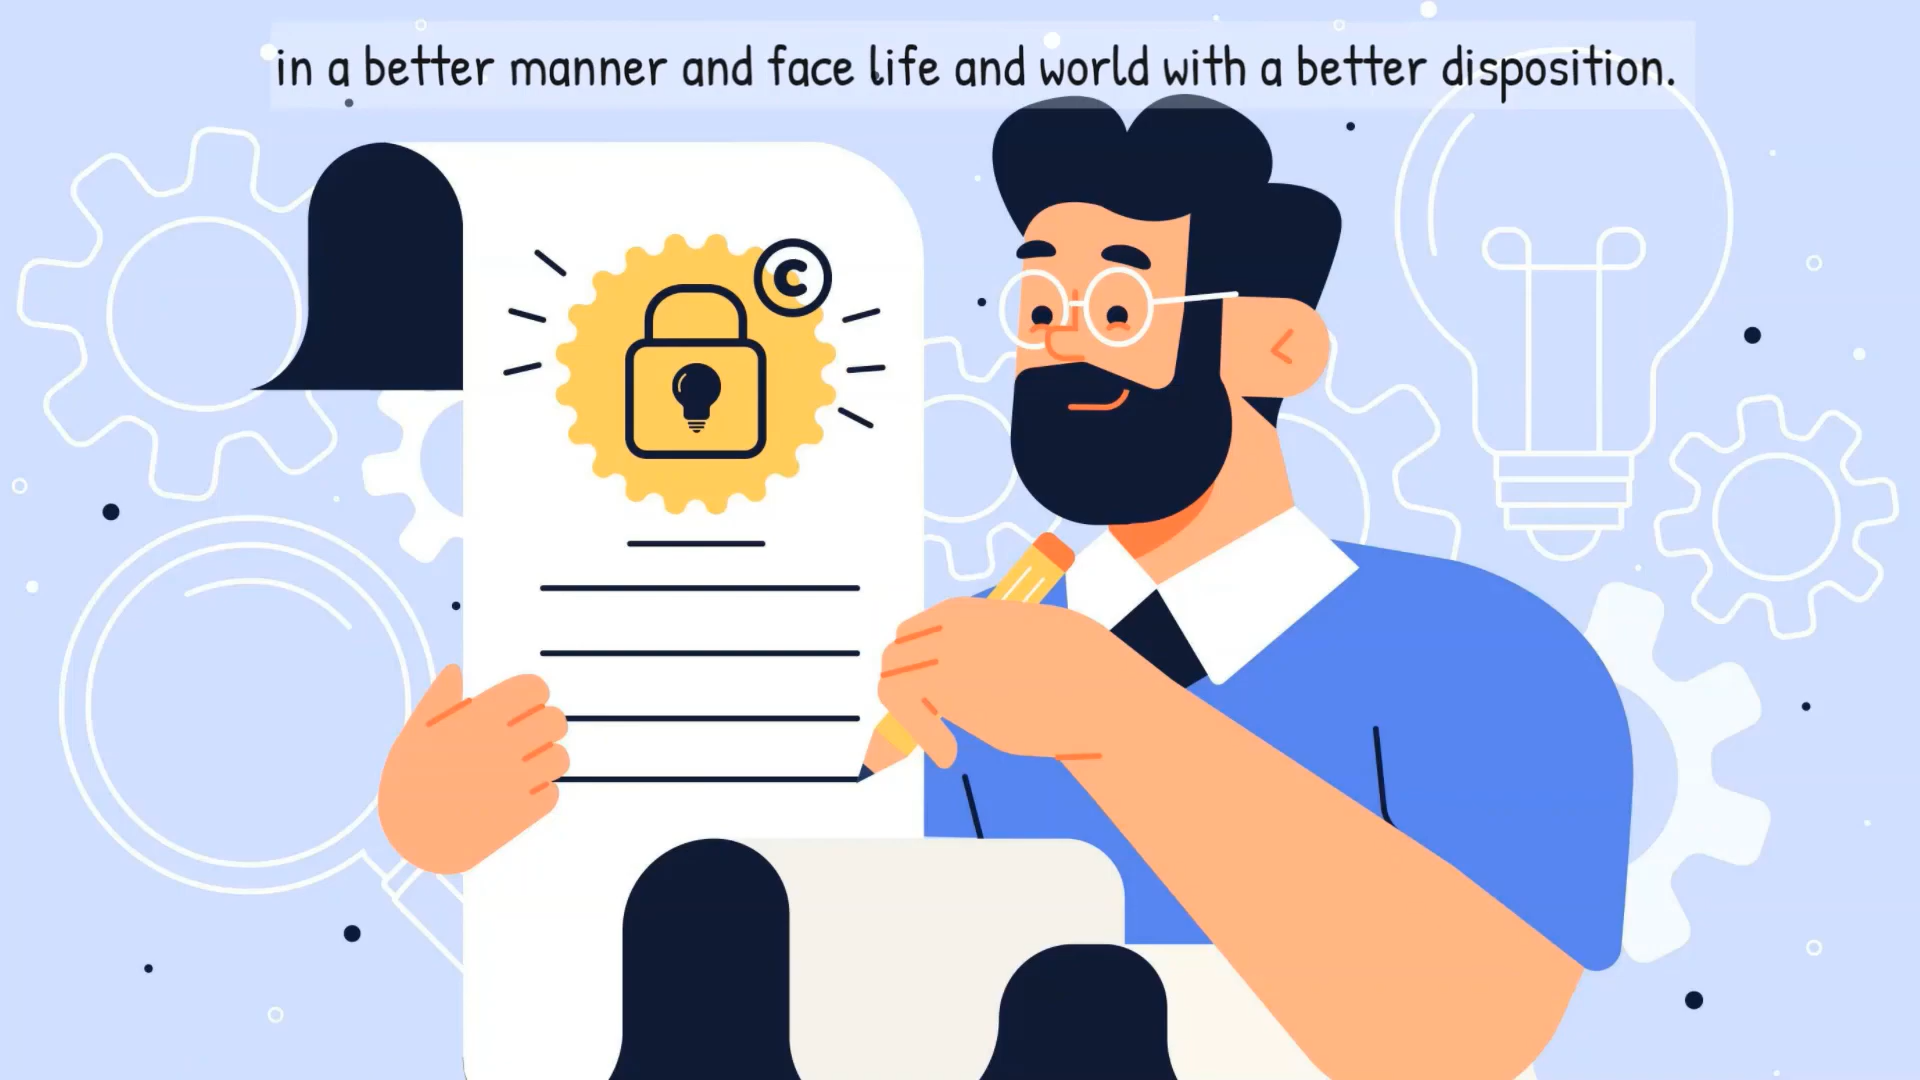 in a better manner and face life and world with a better disposition.
©